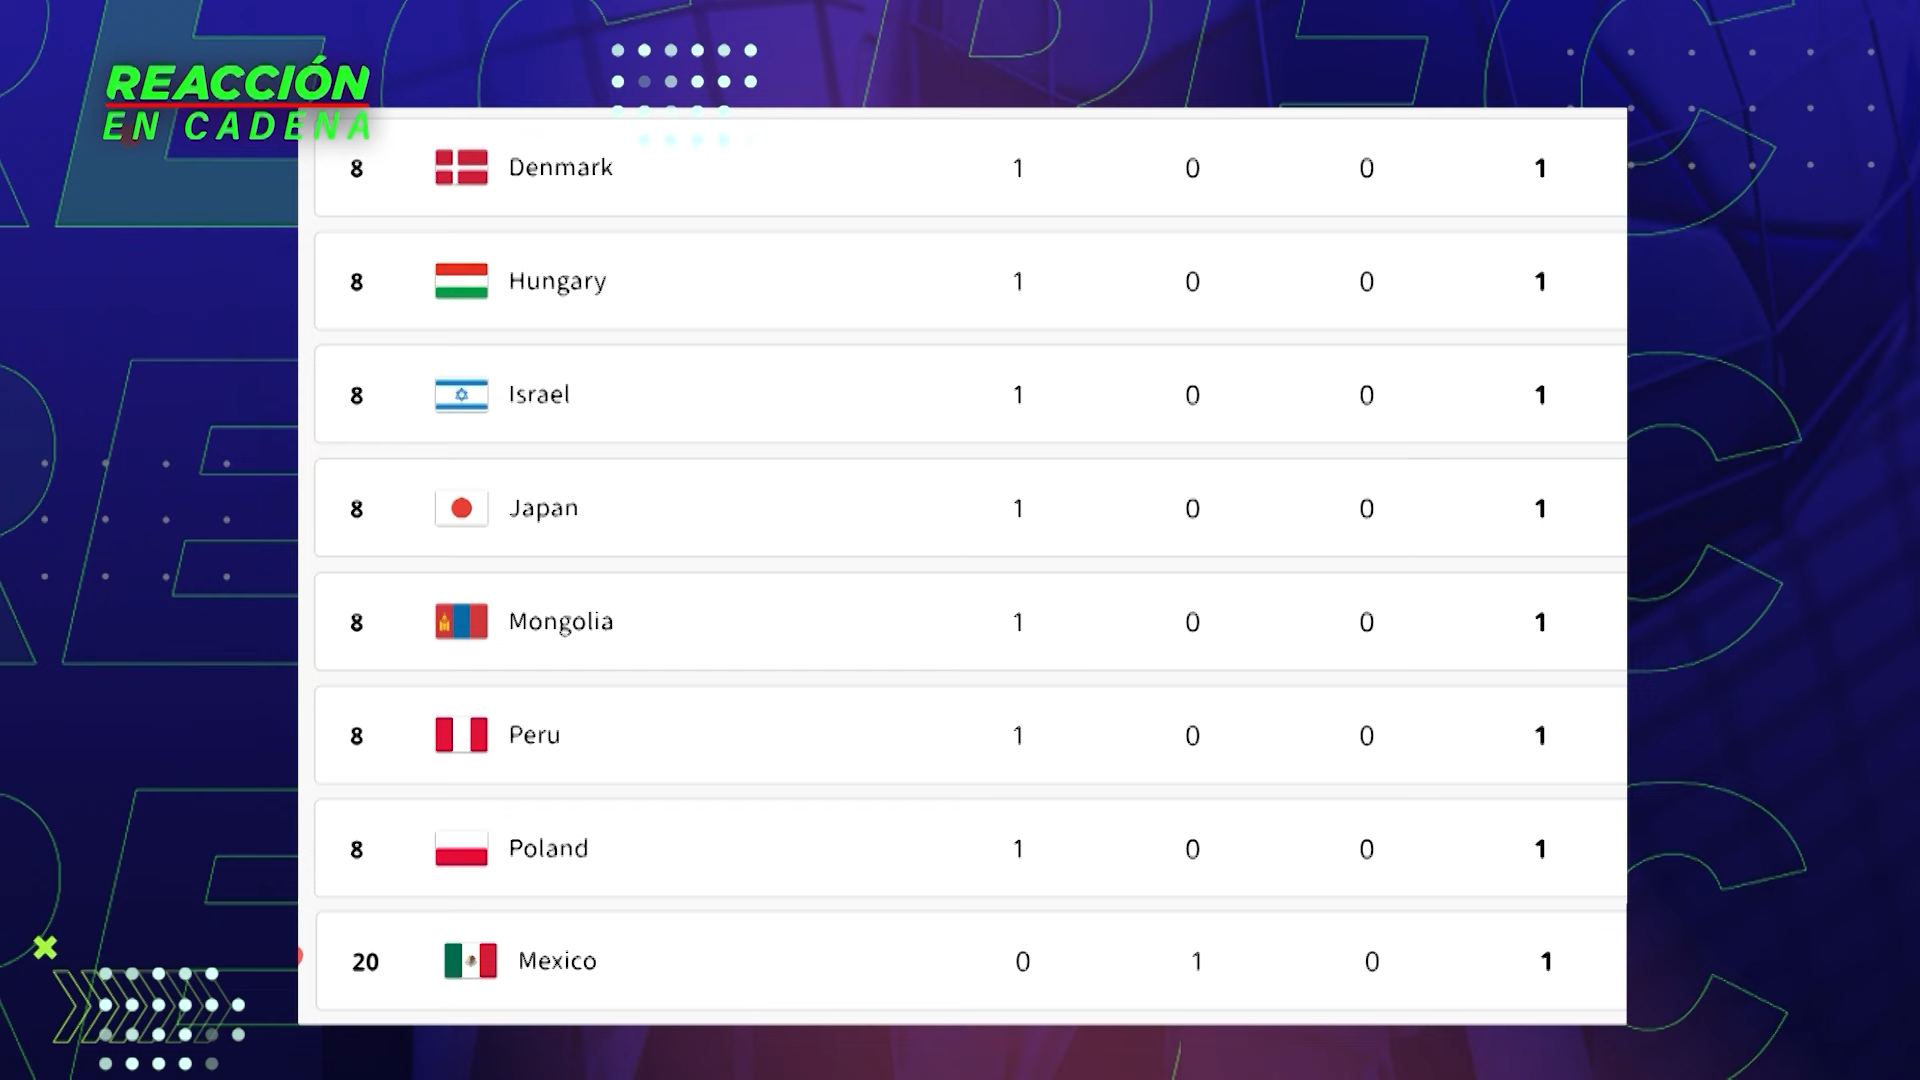 REACCIÓN
EN CADENA
8 Denmark 1 0 0 1
8 Hungary 1 0 0 1
8 Israel 1 0 0 1
8 Japan 1 0 0 1
8 Mongolia 1 0 0 1
8 Peru 1 0 0 1
8 Poland 1 0 0 1
20 Mexico 0 1 0 1